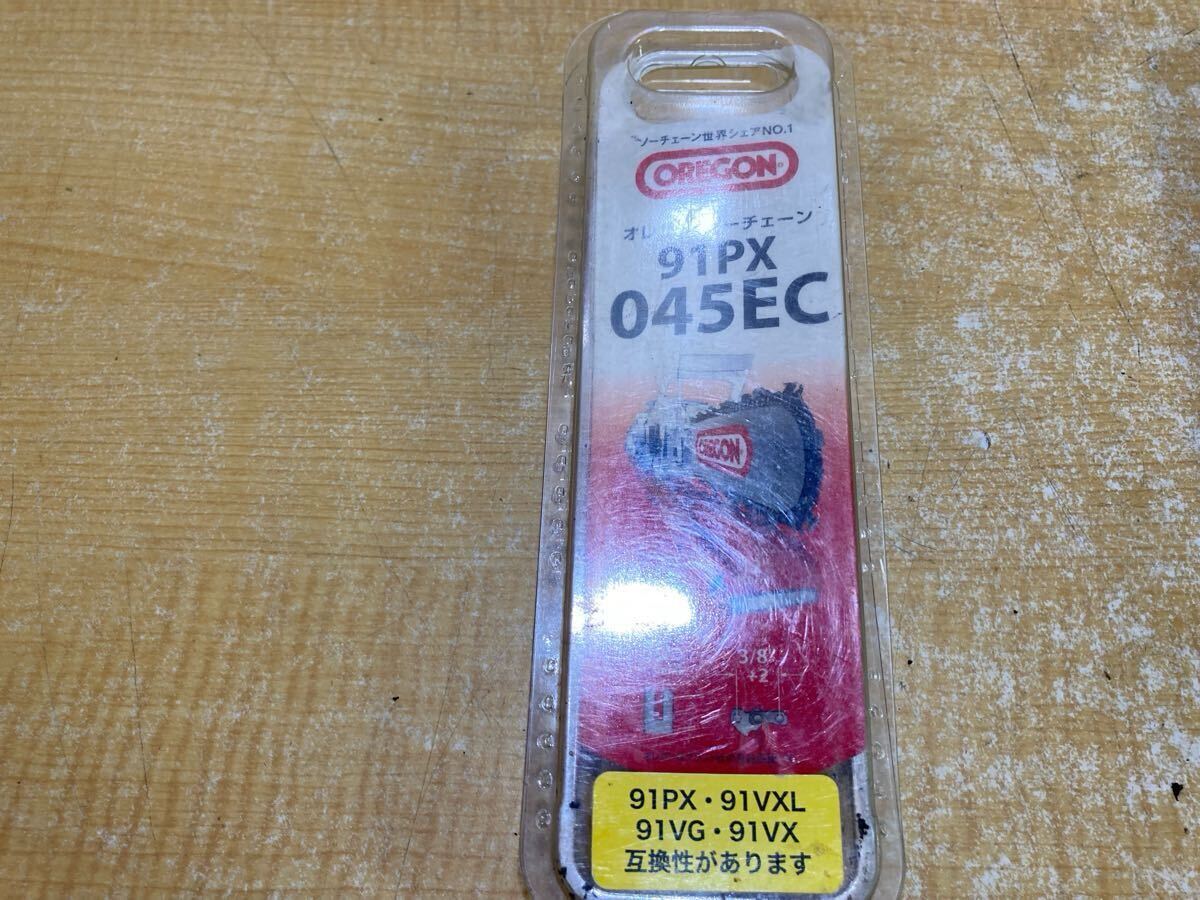 ソーチェーン世界シェアNO.1
OREGON
オレ ーチェーン
91PX
045EC
OREGON
3/8
÷2
91PX・91VXL
91VG・91VX
互換性があります